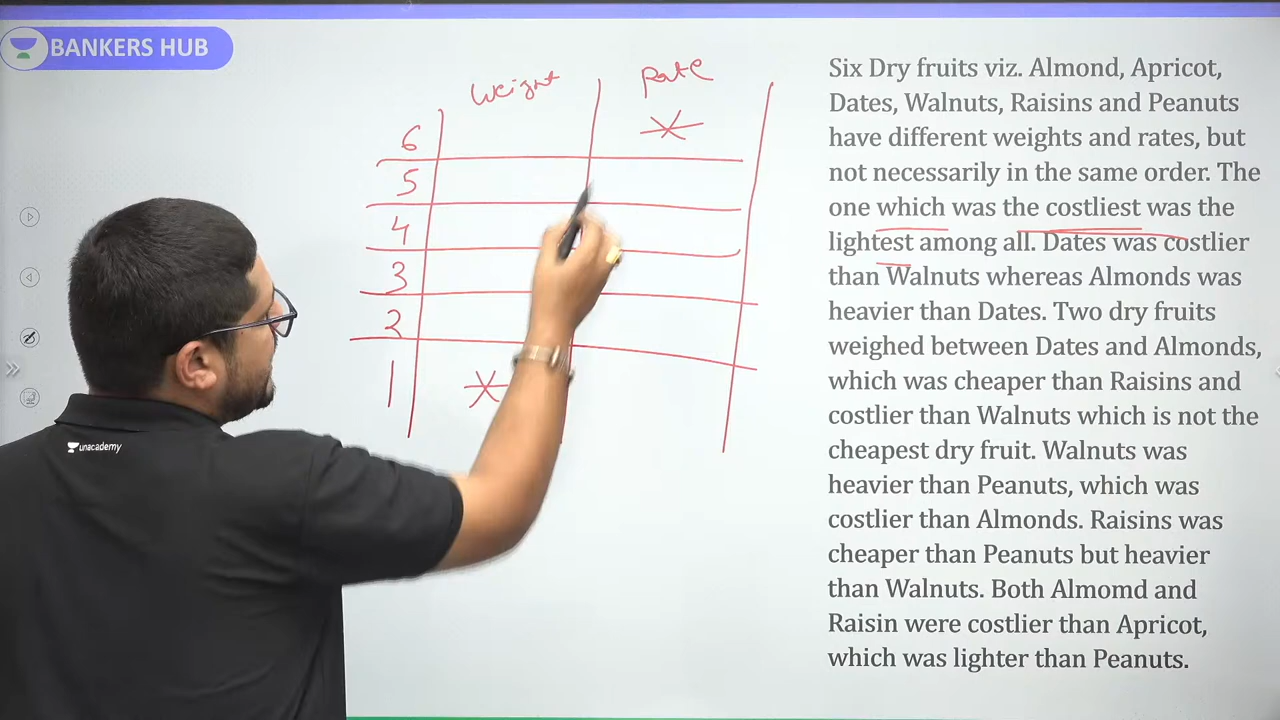 BANKERS HUB
Weight Rate
6
5
4
3
2
1
unacademy
Six Dry fruits viz. Almond, Apricot,
Dates, Walnuts, Raisins and Peanuts
have different weights and rates, but
not necessarily in the same order. The
one which was the costliest was the
lightest among all. Dates was costlier
than Walnuts whereas Almonds was
heavier than Dates. Two dry fruits
weighed between Dates and Almonds,
which was cheaper than Raisins and
costlier than Walnuts which is not the
cheapest dry fruit. Walnuts was
heavier than Peanuts, which was
costlier than Almonds. Raisins was
cheaper than Peanuts but heavier
than Walnuts. Both Almomd and
Raisin were costlier than Apricot,
which was lighter than Peanuts.